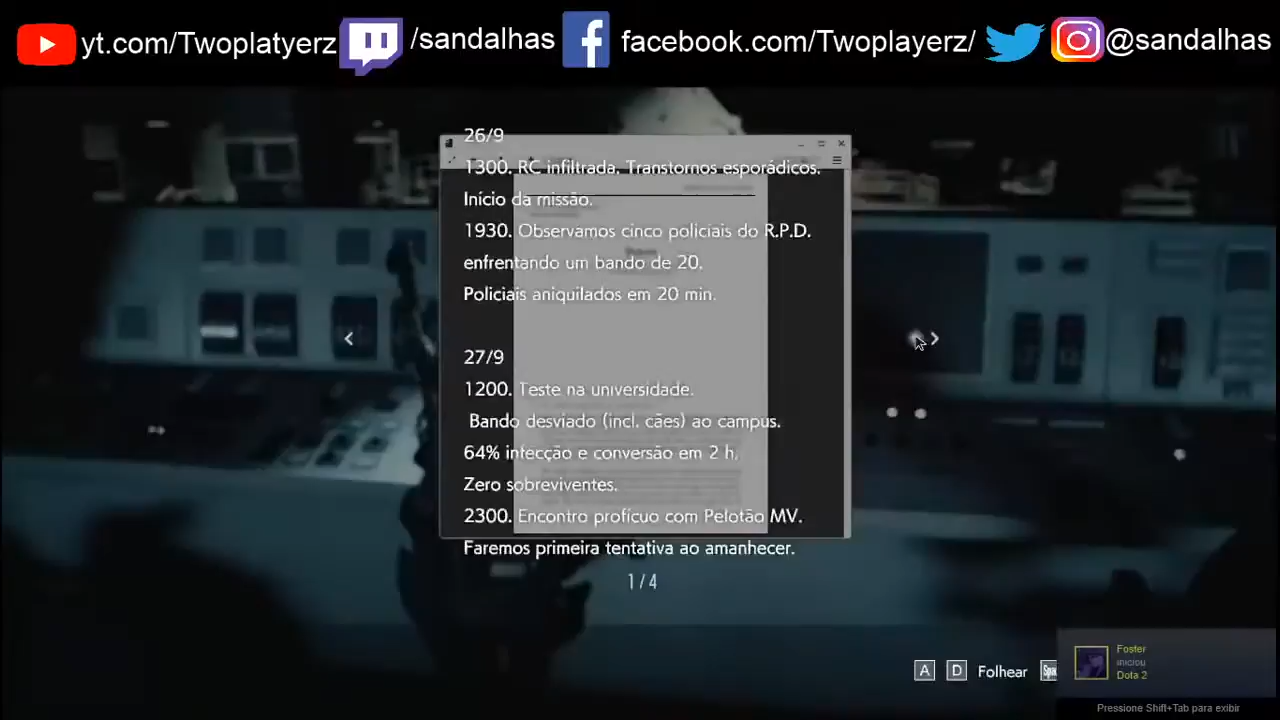 yt.com/Twoplatyerz /sandalhas facebook.com/Twoplayerz/ @sandalhas
26/9
1300. RC infiltrada. Transtornos esporádicos.
Início da missão.
1930. Observamos cinco policiais do R.P.D.
enfrentando um bando de 20.
Policiais aniquilados em 20 min.
27/9
1200. Teste na universidade.
Bando desviado (incl. cães) ao campus.
64% infecção e conversão em 2 h.
Zero sobreviventes.
2300. Encontro profícuo com Pelotão MV.
Faremos primeira tentativa ao amanhecer.
1/4
A D Folhear
Foster
iniciou
Dota 2
Pressione Shift+Tab para exibir